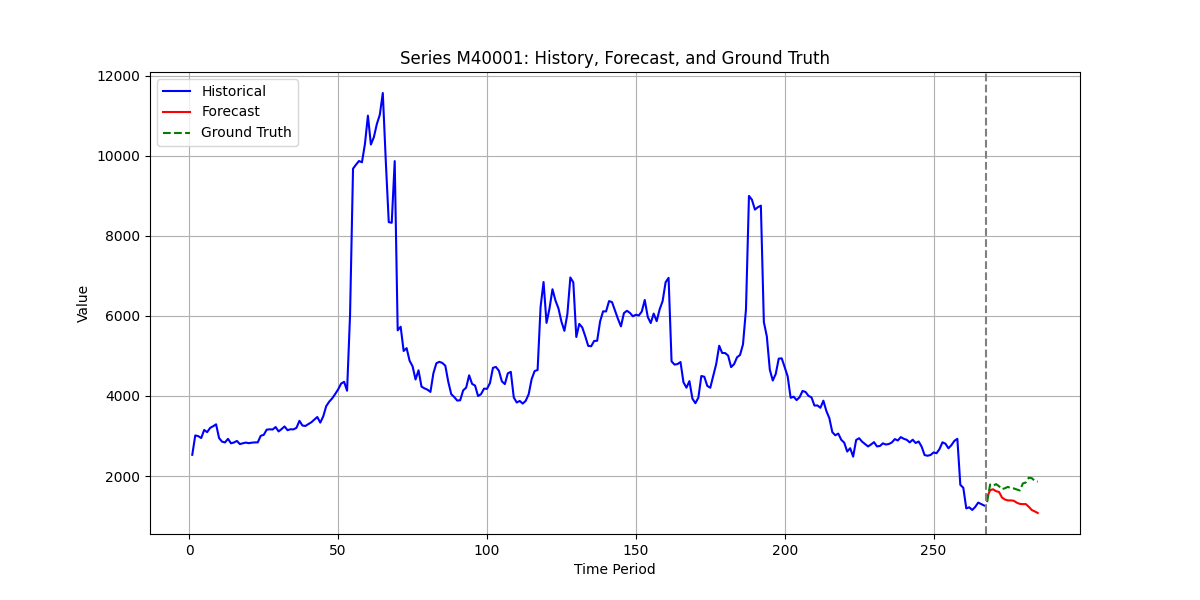 Series M40001: History, Forecast, and Ground Truth
Historical
Forecast
Ground Truth
12000
10000
8000
6000
4000
2000
Value
0
50
100
150
200
250
Time Period